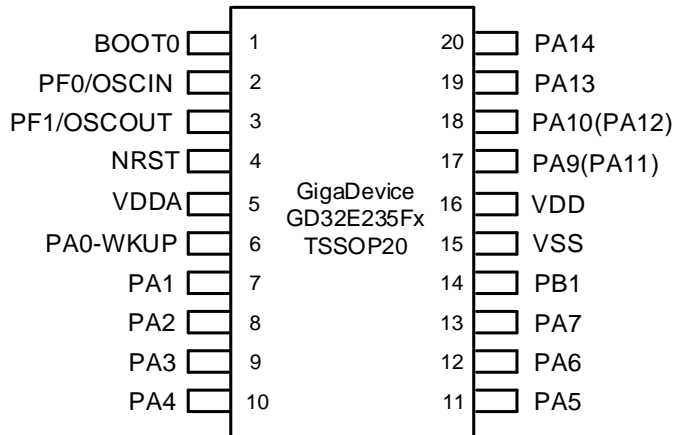 BOOT0 1 20 PA14
PF0/OSCIN 2 19 PA13
PF1/OSCOUT 3 18 PA10(PA12)
NRST 4 17 PA9(PA11)
VDDA 5 16 VDD
GigaDevice
GD32E235Fx
TSSOP20
PA0-WKUP 6 15 VSS
PA1 7 14 PB1
PA2 8 13 PA7
PA3 9 12 PA6
PA4 10 11 PA5